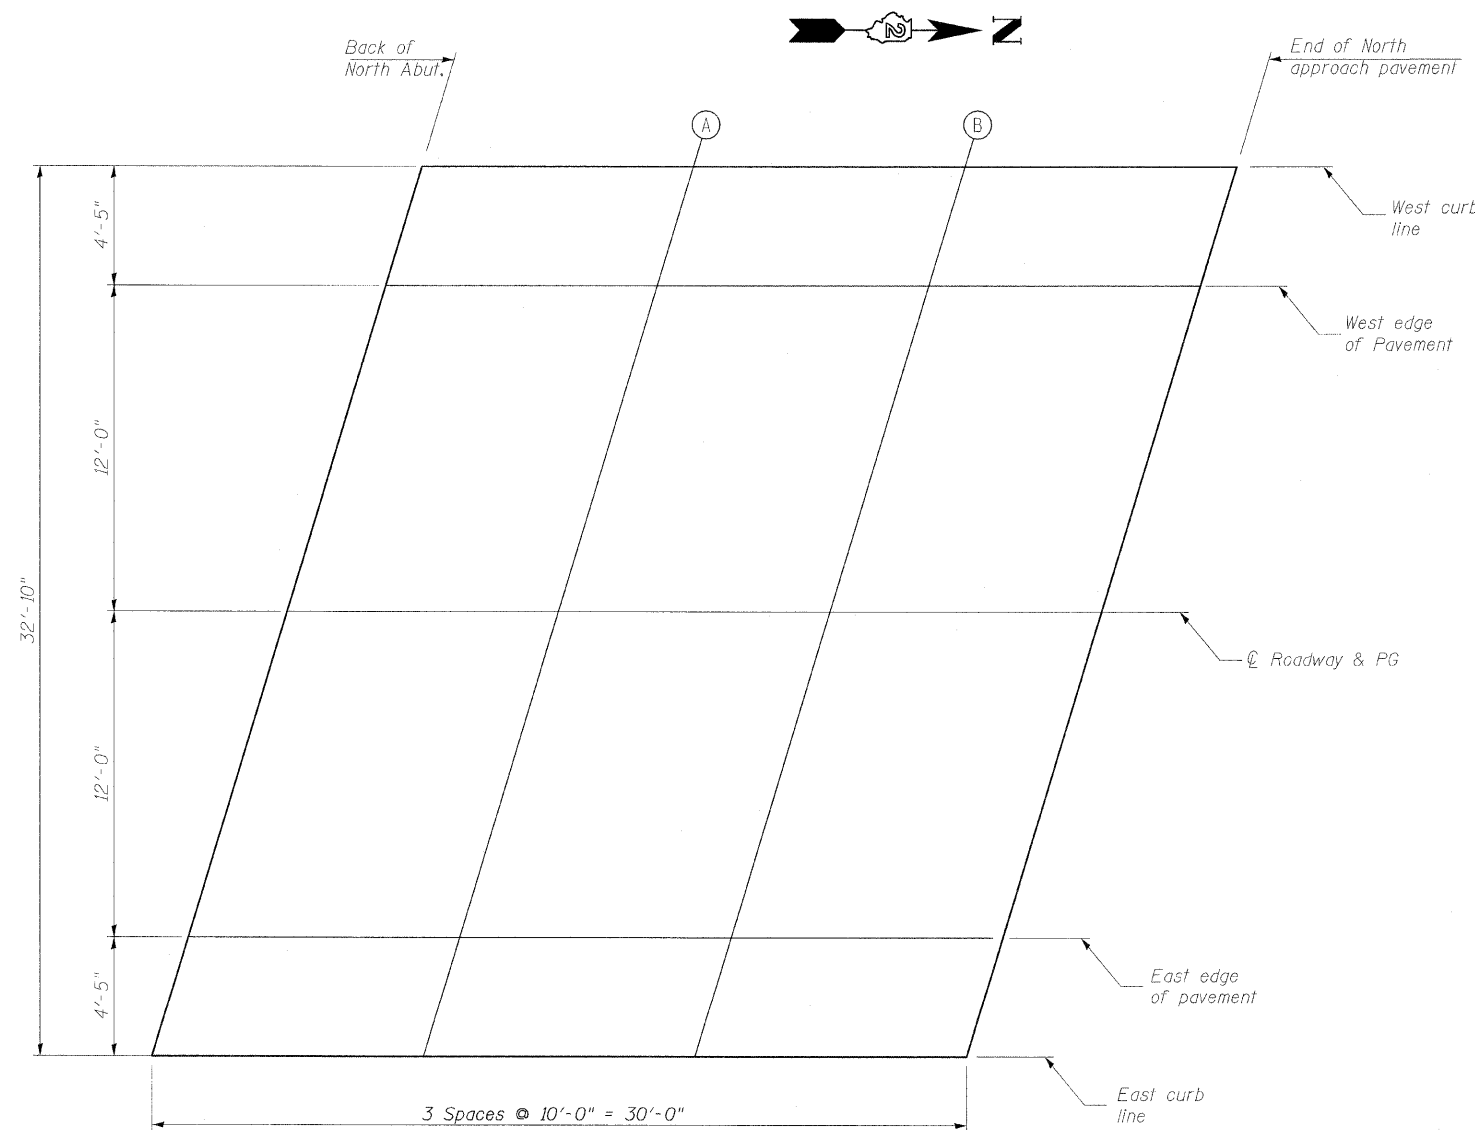 2
N
Back of
North Abut.
End of North
approach pavement
A
B
4'-5"
West curb
line
West edge
of Pavement
12'-0"
32'-10"
℄ Roadway & PG
12'-0"
East edge
of pavement
4'-5"
East curb
line
3 Spaces @ 10'-0" = 30'-0"